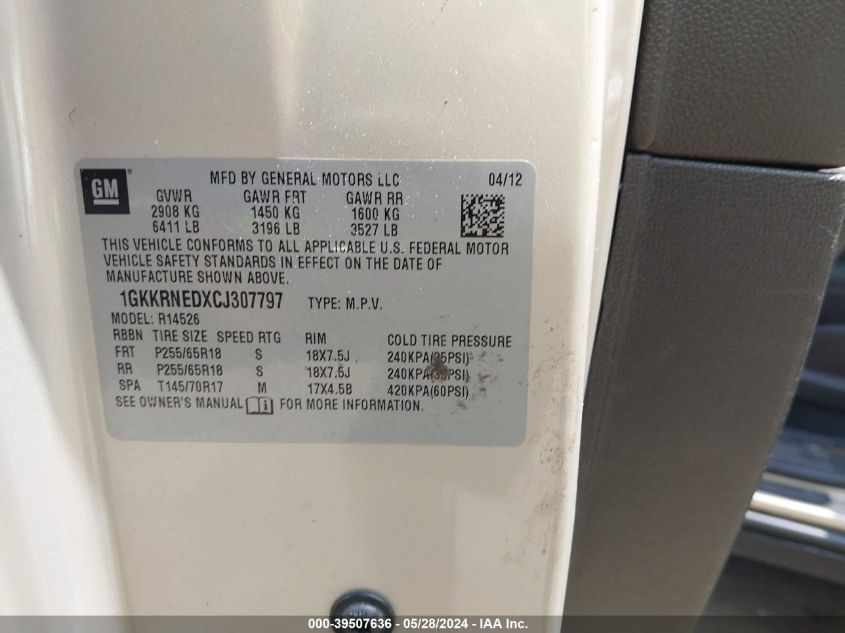 GM
MFD BY GENERAL MOTORS LLC 04/12
GVWR GAWR FRT GAWR RR
2908 KG 1450 KG 1600 KG
6411 LB 3196 LB 3527 LB
THIS VEHICLE CONFORMS TO ALL APPLICABLE U.S. FEDERAL MOTOR
VEHICLE SAFETY STANDARDS IN EFFECT ON THE DATE OF
MANUFACTURE SHOWN ABOVE.
1GKKRNEDXCJ307797 TYPE: M.P.V.
MODEL: R14526
RBBN TIRE SIZE SPEED RTG RIM COLD TIRE PRESSURE
FRT P255/65R18 S 18X7.5J 240KPA(35PSI)
RR P255/65R18 S 18X7.5J 240KPA(35PSI)
SPA T145/70R17 M 17X4.5B 420KPA(60PSI)
SEE OWNER'S MANUAL FOR MORE INFORMATION.
000-39507636 - 05/28/2024 - IAA Inc.